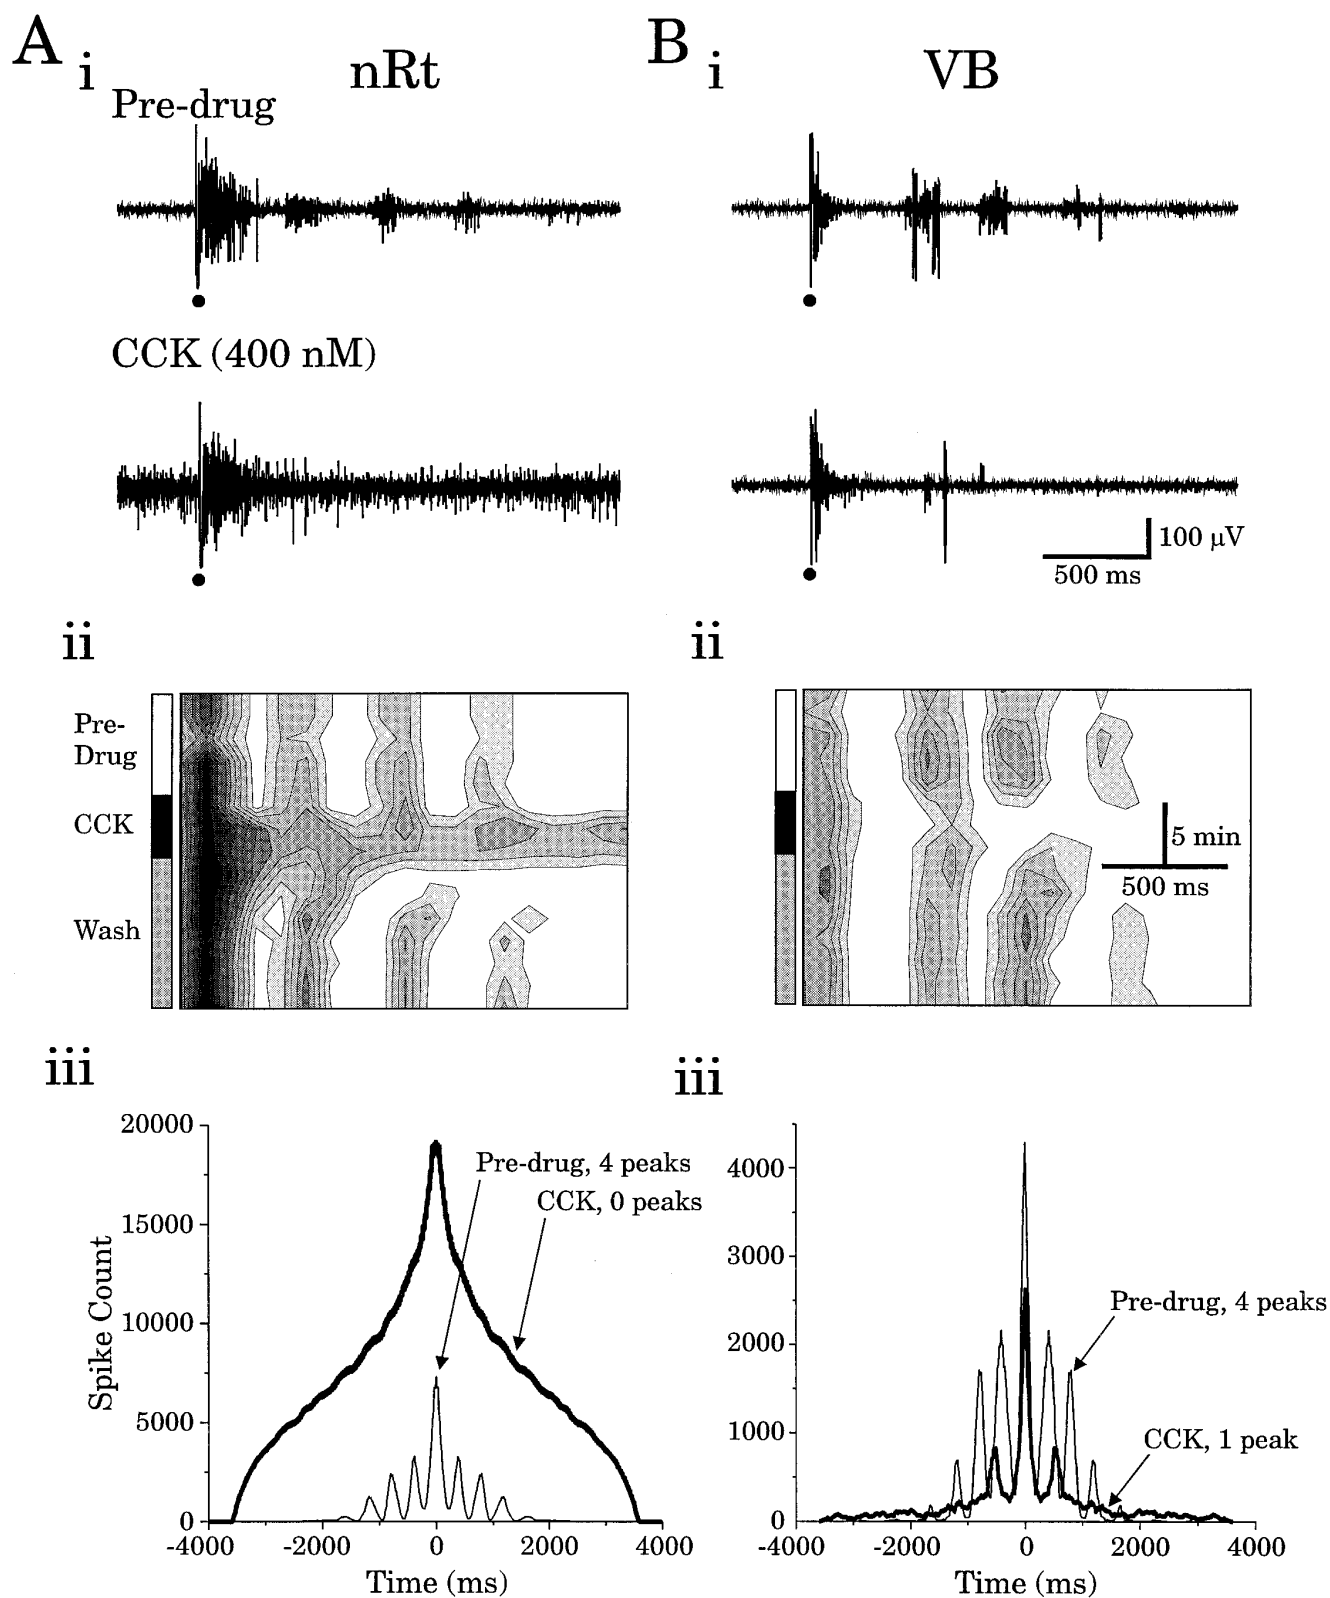 A
i
nRt
Pre-drug
CCK (400 nM)
B
i
VB
100 µV
500 ms
ii
Pre-
Drug
CCK
Wash
ii
5 min
500 ms
iii
20000
15000
10000
5000
0
Spike Count
Pre-drug, 4 peaks
CCK, 0 peaks
-4000 -2000 0 2000 4000
Time (ms)
iii
4000
3000
2000
1000
0
Pre-drug, 4 peaks
CCK, 1 peak
-4000 -2000 0 2000 4000
Time (ms)